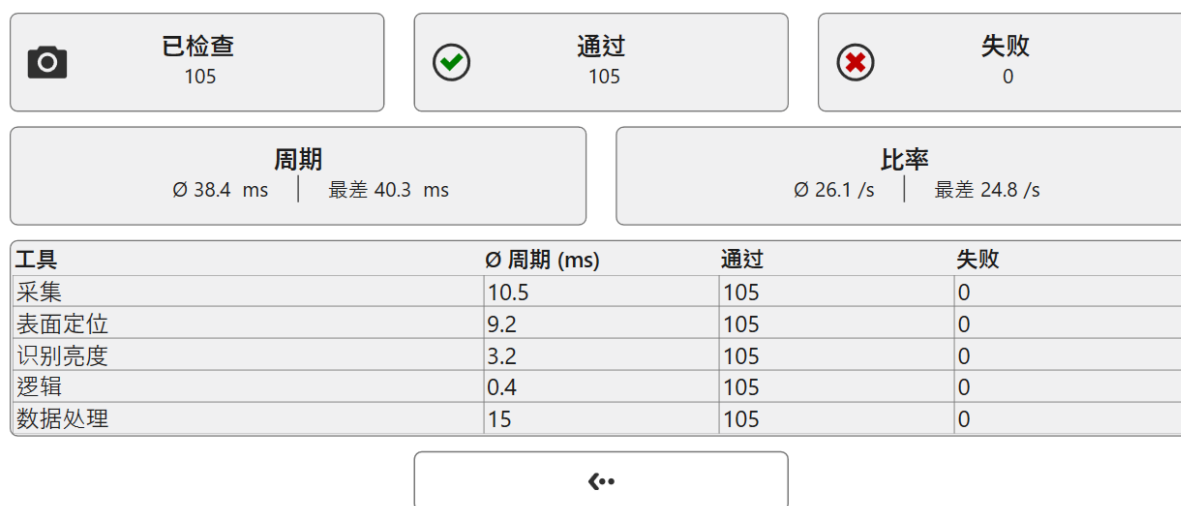 已检查
105
通过
105
失败
0
周期
Ø 38.4 ms | 最差 40.3 ms
比率
Ø 26.1 /s | 最差 24.8 /s
工具 Ø 周期 (ms) 通过 失败
采集 10.5 105 0
表面定位 9.2 105 0
识别亮度 3.2 105 0
逻辑 0.4 105 0
数据处理 15 105 0